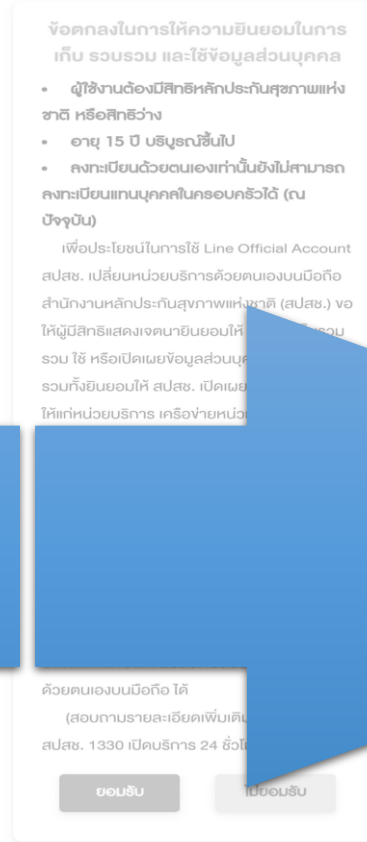 ข้อตกลงในการให้ความยินยอมในการ
เก็บ รวบรวม และใช้ข้อมูลส่วนบุคคล
• ผู้ใช้งานต้องมีสิทธิหลักประกันสุขภาพแห่ง
ชาติ หรือสิทธิว่าง
• อายุ 15 ปี บริบูรณ์ขึ้นไป
• ลงทะเบียนด้วยตนเองเท่านั้นยังไม่สามารถ
ลงทะเบียนแทนบุคคลในครอบครัวได้ (ณ
ปัจจุบัน)
เพื่อประโยชน์ในการใช้ Line Official Account
สปสช. เปลี่ยนหน่วยบริการด้วยตนเองบนมือถือ
สำนักงานหลักประกันสุขภาพแห่งชาติ (สปสช.) ขอ
ให้ผู้มีสิทธิแสดงเจตนายินยอมให้
รวม ใช้ หรือเปิดเผยข้อมูลส่วน
รวมทั้งยินยอมให้ สปสช. เปิดเผย
ให้แก่หน่วยบริการ เครือข่ายหน่วย
ด้วยตนเองบนมือถือ ได้
(สอบถามรายละเอียดเพิ่มเติม
สปสช. 1330 เปิดบริการ 24
ยอมรับ ไม่ยอมรับ